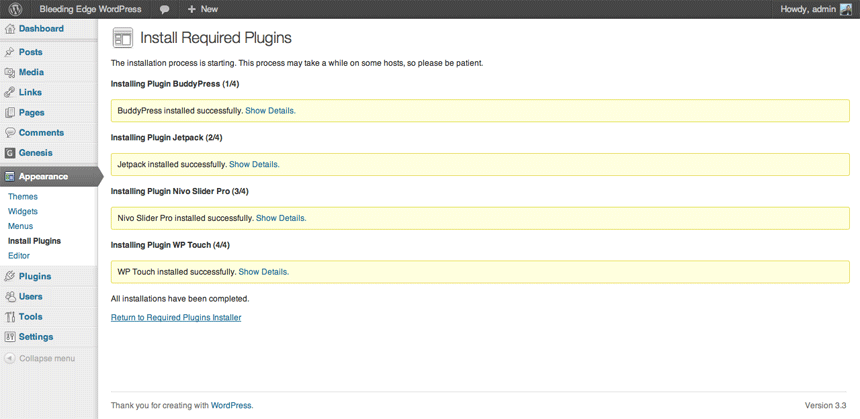 Bleeding Edge WordPress + New Howdy, admin
Dashboard
Posts
Media
Links
Pages
Comments
G Genesis
Appearance
Themes
Widgets
Menus
Install Plugins
Editor
Plugins
Users
Tools
Settings
Collapse menu
Install Required Plugins
The installation process is starting. This process may take a while on some hosts, so please be patient.
Installing Plugin BuddyPress (1/4)
BuddyPress installed successfully. Show Details.
Installing Plugin Jetpack (2/4)
Jetpack installed successfully. Show Details.
Installing Plugin Nivo Slider Pro (3/4)
Nivo Slider Pro installed successfully. Show Details.
Installing Plugin WP Touch (4/4)
WP Touch installed successfully. Show Details.
All installations have been completed.
Return to Required Plugins Installer
Thank you for creating with WordPress. Version 3.3